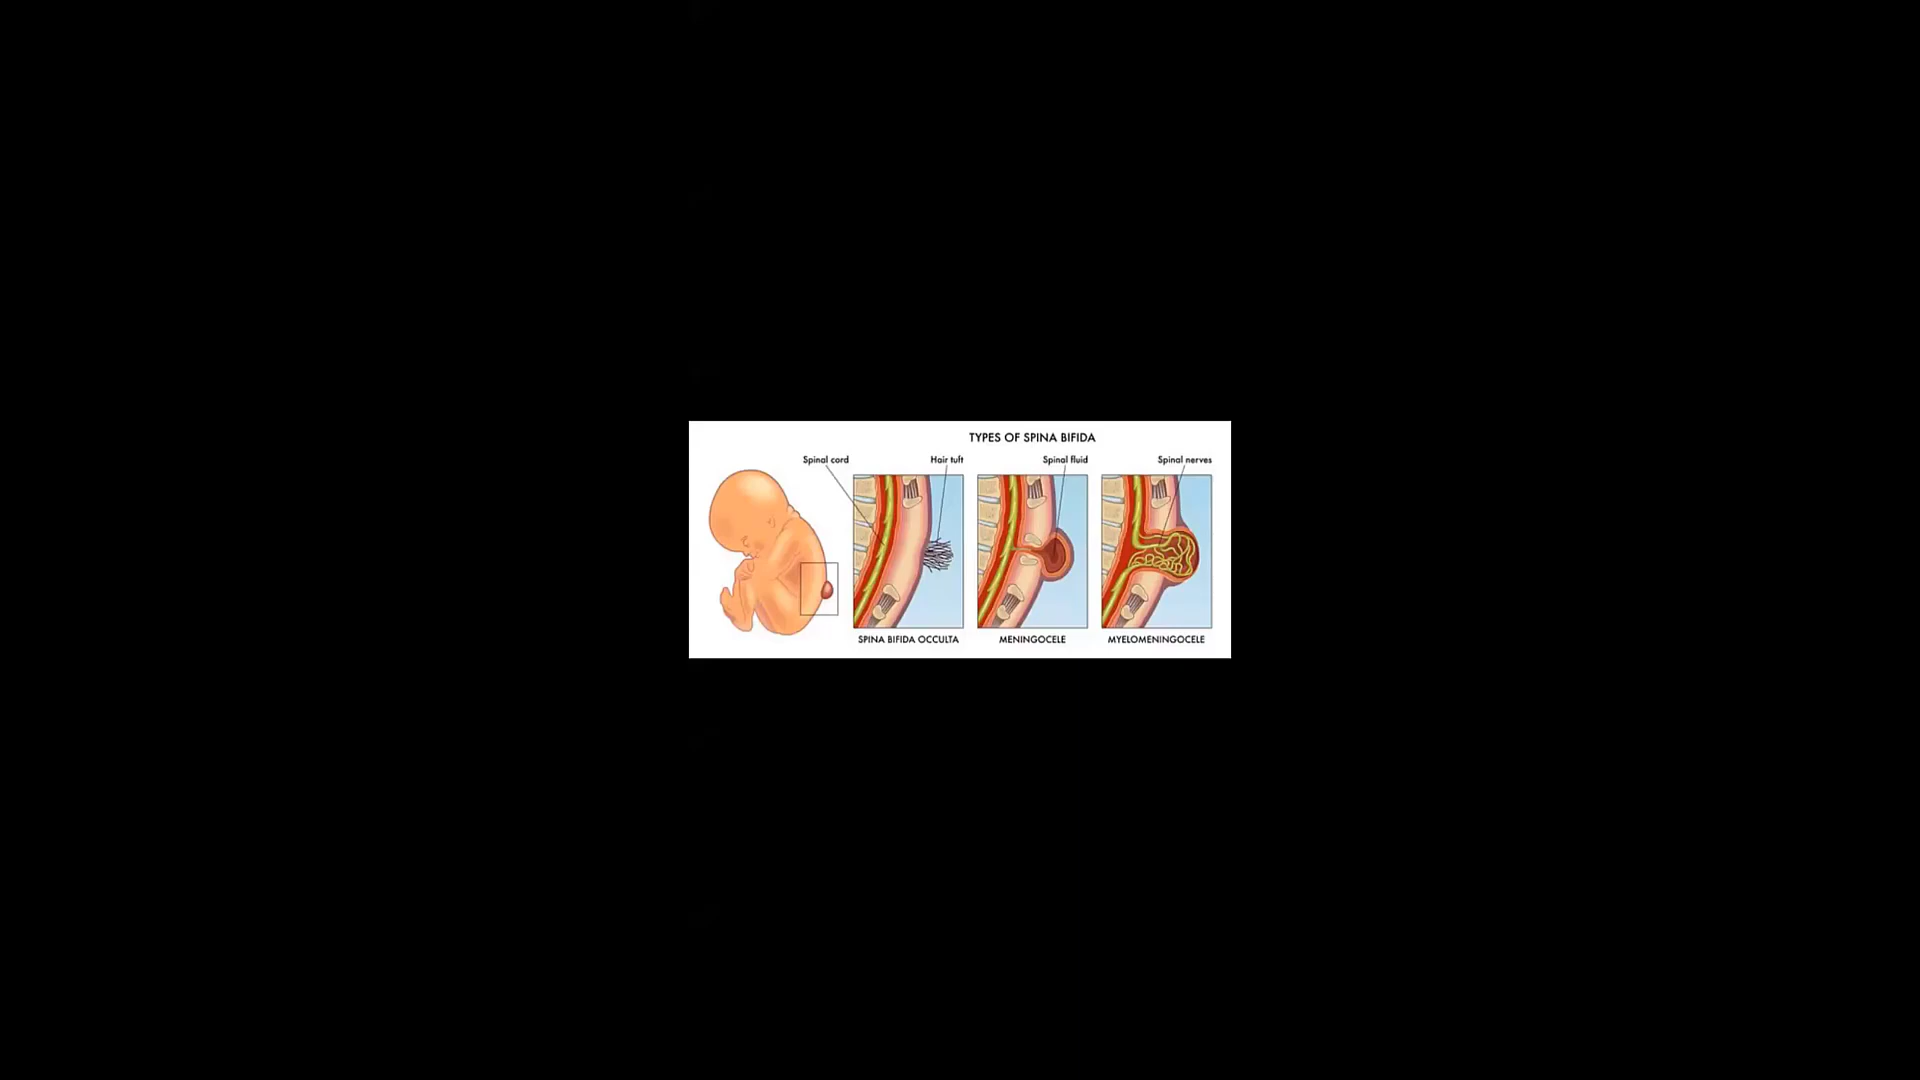 TYPES OF SPINA BIFIDA
Spinal cord
Hair tuft
Spinal fluid
Spinal nerves
SPINA BIFIDA OCCULTA
MENINGOCELE
MYELOMENINGOCELE